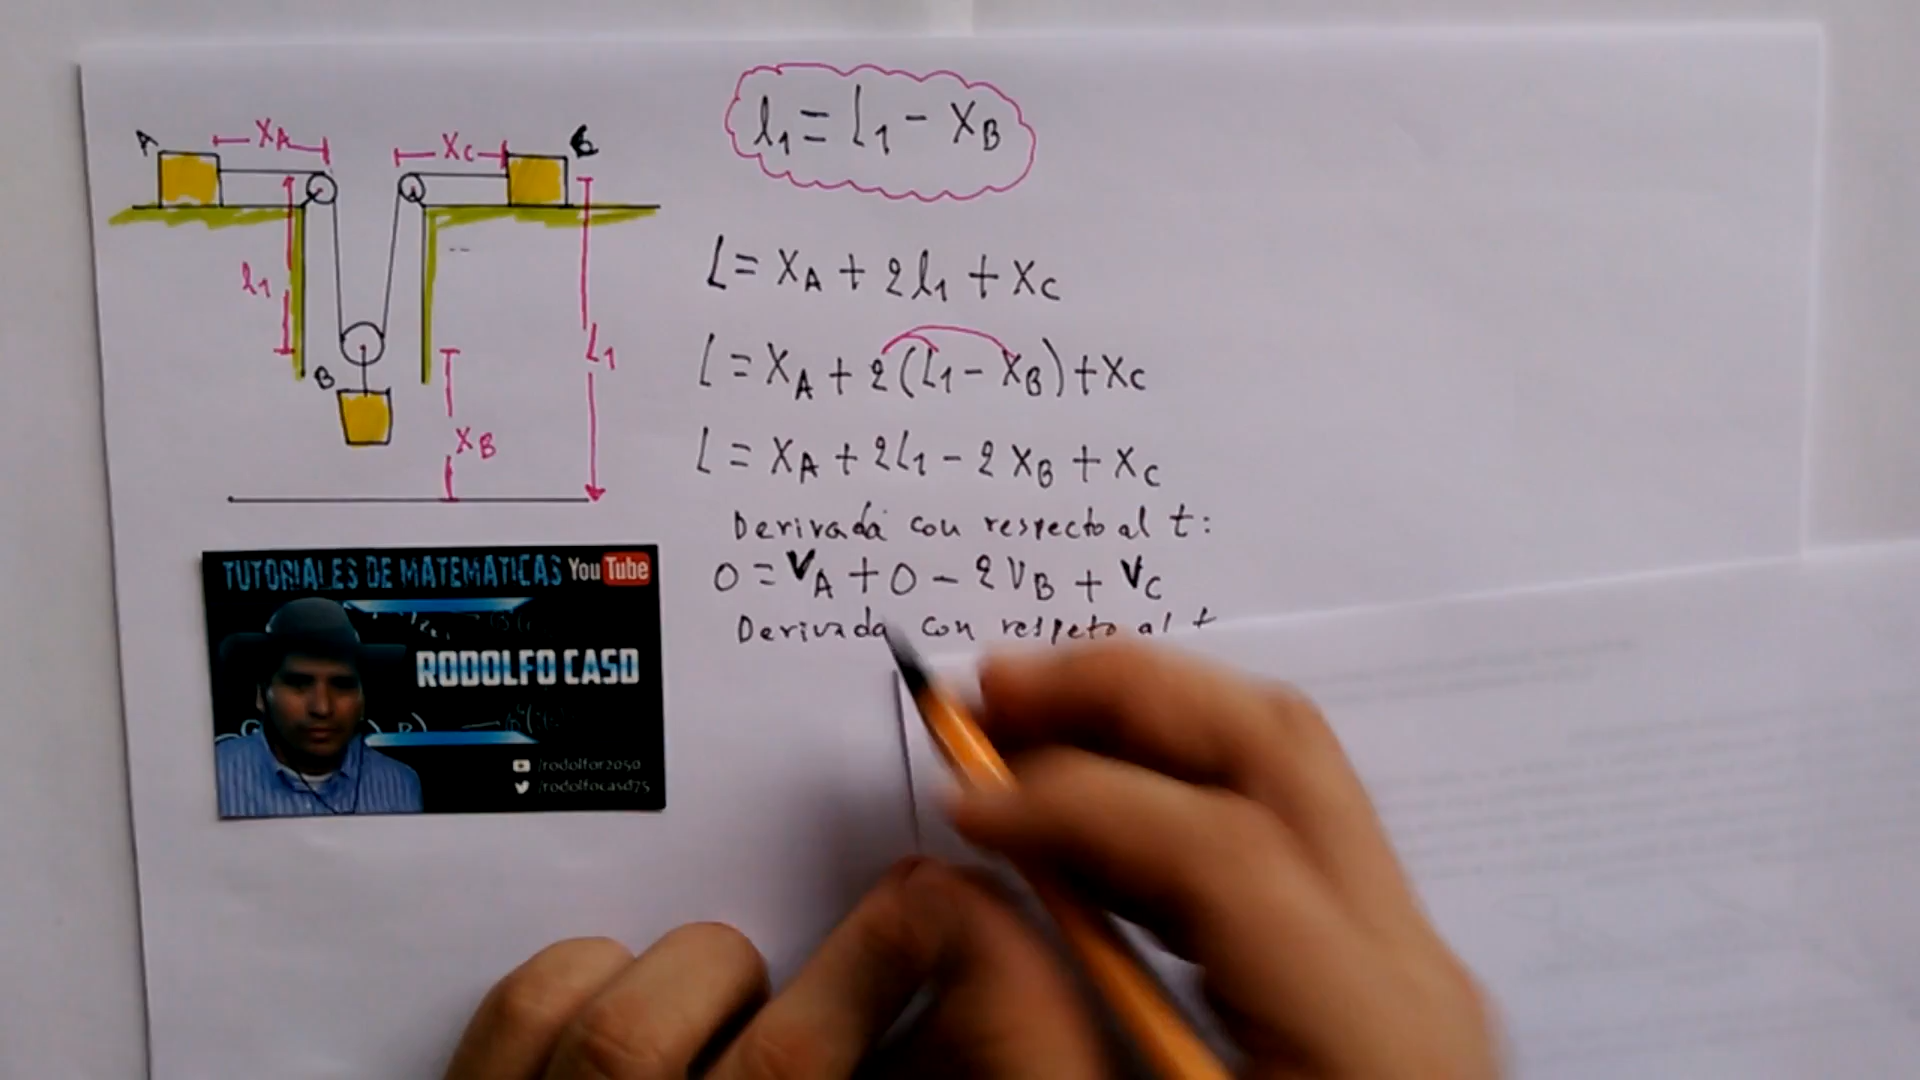 l1 = L1 - XB
A
XA
XC
C
l1
L1
B
XB
L = XA + 2l1 + XC
L = XA + 2(L1 - XB) + XC
L = XA + 2L1 - 2XB + XC
Derivada con respecto al t:
0 = VA + 0 - 2VB + VC
Derivada con respeto al t
TUTORIALES DE MATEMATICAS YouTube
RODOLFO CASO
/rodolfor2050
/rodolfocasd75